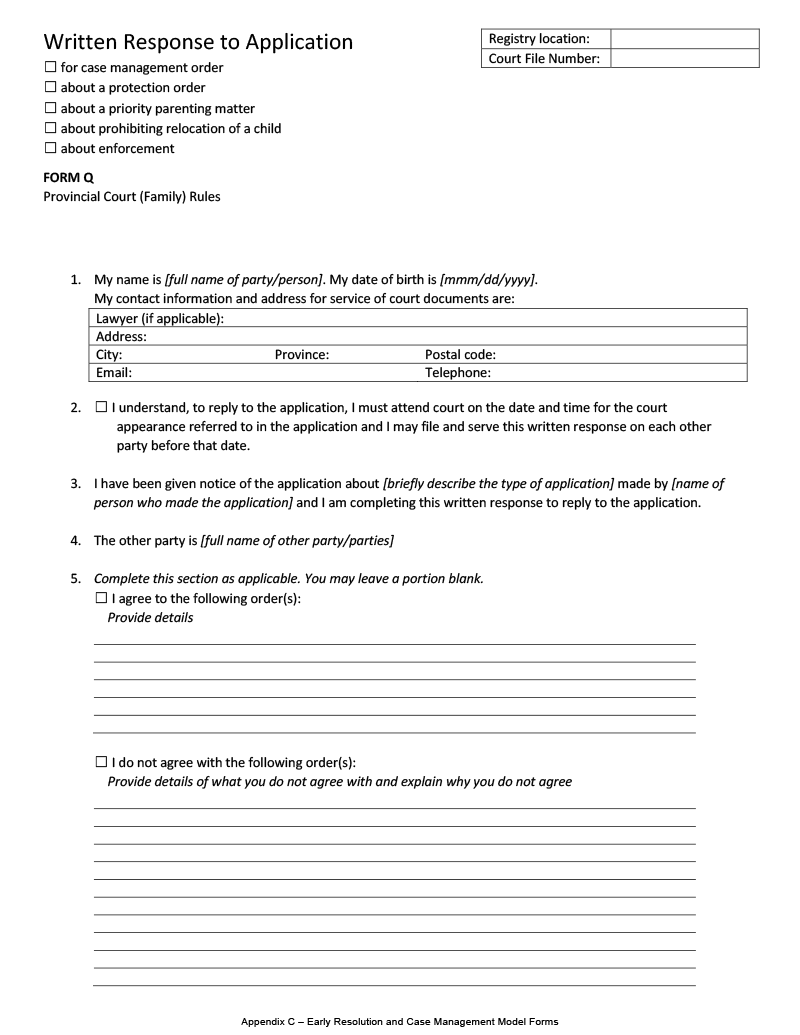 Written Response to Application
Registry location:
Court File Number:
☐ for case management order
☐ about a protection order
☐ about a priority parenting matter
☐ about prohibiting relocation of a child
☐ about enforcement
FORM Q
Provincial Court (Family) Rules
1. My name is [full name of party/person]. My date of birth is [mmm/dd/yyyy].
My contact information and address for service of court documents are:
Lawyer (if applicable):
Address:
City: Province: Postal code:
Email: Telephone:
2. ☐ I understand, to reply to the application, I must attend court on the date and time for the court
appearance referred to in the application and I may file and serve this written response on each other
party before that date.
3. I have been given notice of the application about [briefly describe the type of application] made by [name of
person who made the application] and I am completing this written response to reply to the application.
4. The other party is [full name of other party/parties]
5. Complete this section as applicable. You may leave a portion blank.
☐ I agree to the following order(s):
Provide details
☐ I do not agree with the following order(s):
Provide details of what you do not agree with and explain why you do not agree
Appendix C – Early Resolution and Case Management Model Forms